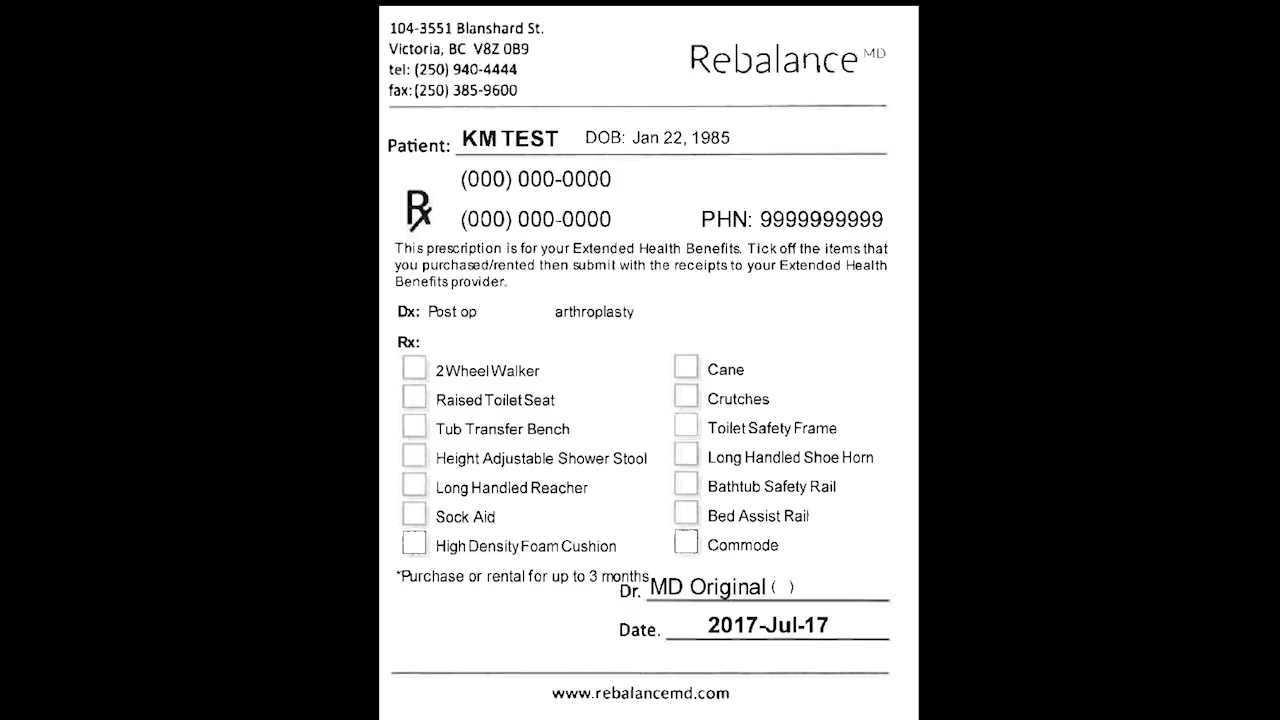 104-3551 Blanshard St.
Victoria, BC V8Z 0B9
tel: (250) 940-4444
fax: (250) 385-9600
Rebalance MD
Patient: KM TEST DOB: Jan 22, 1985
(000) 000-0000
Rx (000) 000-0000 PHN: 9999999999
This prescription is for your Extended Health Benefits. Tick off the items that
you purchased/rented then submit with the receipts to your Extended Health
Benefits provider.
Dx: Post op arthroplasty
Rx:
2 Wheel Walker
Raised Toilet Seat
Tub Transfer Bench
Height Adjustable Shower Stool
Long Handled Reacher
Sock Aid
High Density Foam Cushion
Cane
Crutches
Toilet Safety Frame
Long Handled Shoe Horn
Bathtub Safety Rail
Bed Assist Rail
Commode
*Purchase or rental for up to 3 months
Dr. MD Original ( )
Date. 2017-Jul-17
www.rebalancemd.com